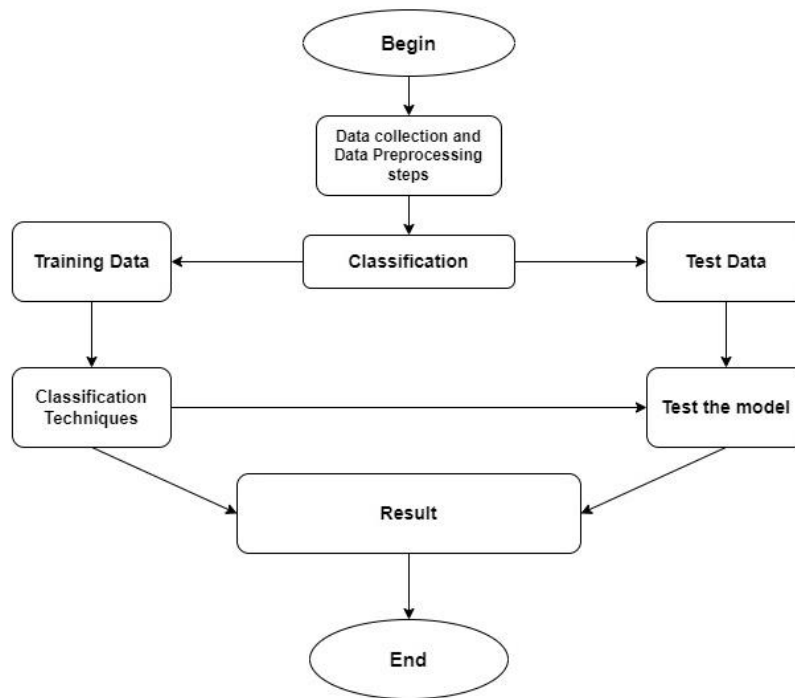 Begin
Data collection and
Data Preprocessing
steps
Training Data
Classification
Test Data
Classification
Techniques
Test the model
Result
End